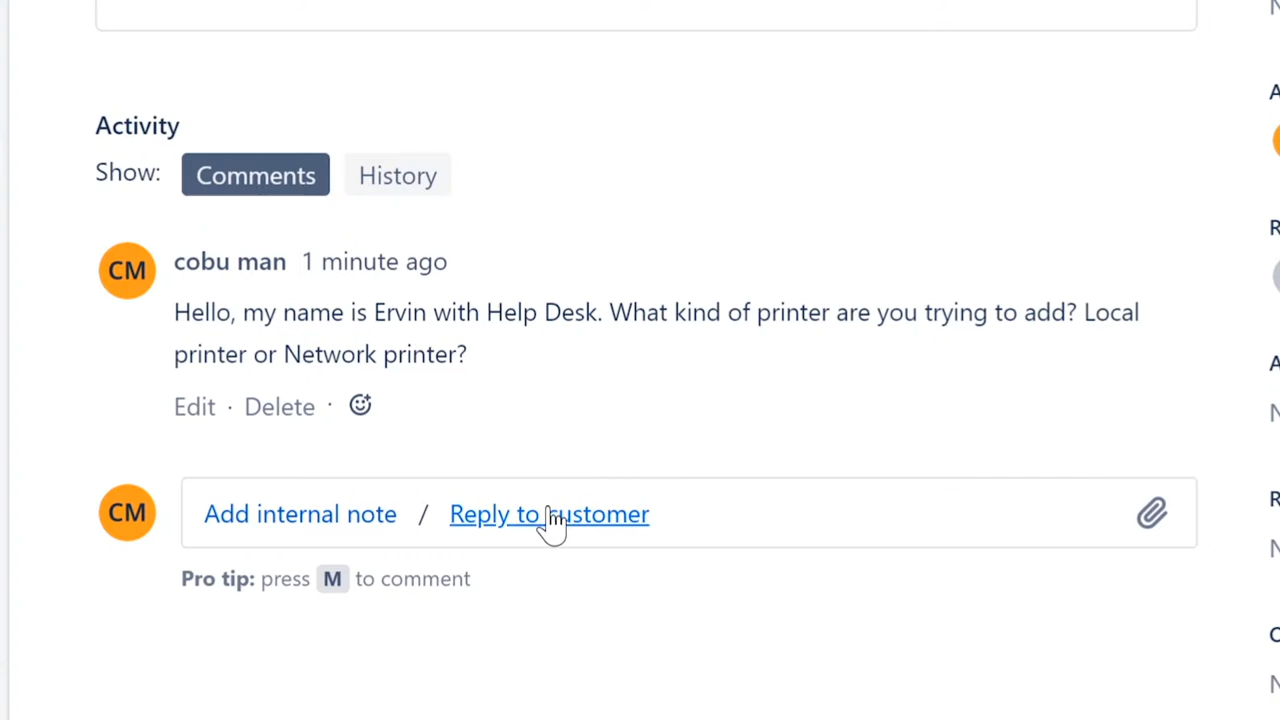 Activity
Show: Comments History
CM cobu man 1 minute ago
Hello, my name is Ervin with Help Desk. What kind of printer are you trying to add? Local
printer or Network printer?
Edit · Delete ·
CM Add internal note / Reply to customer
Pro tip: press M to comment